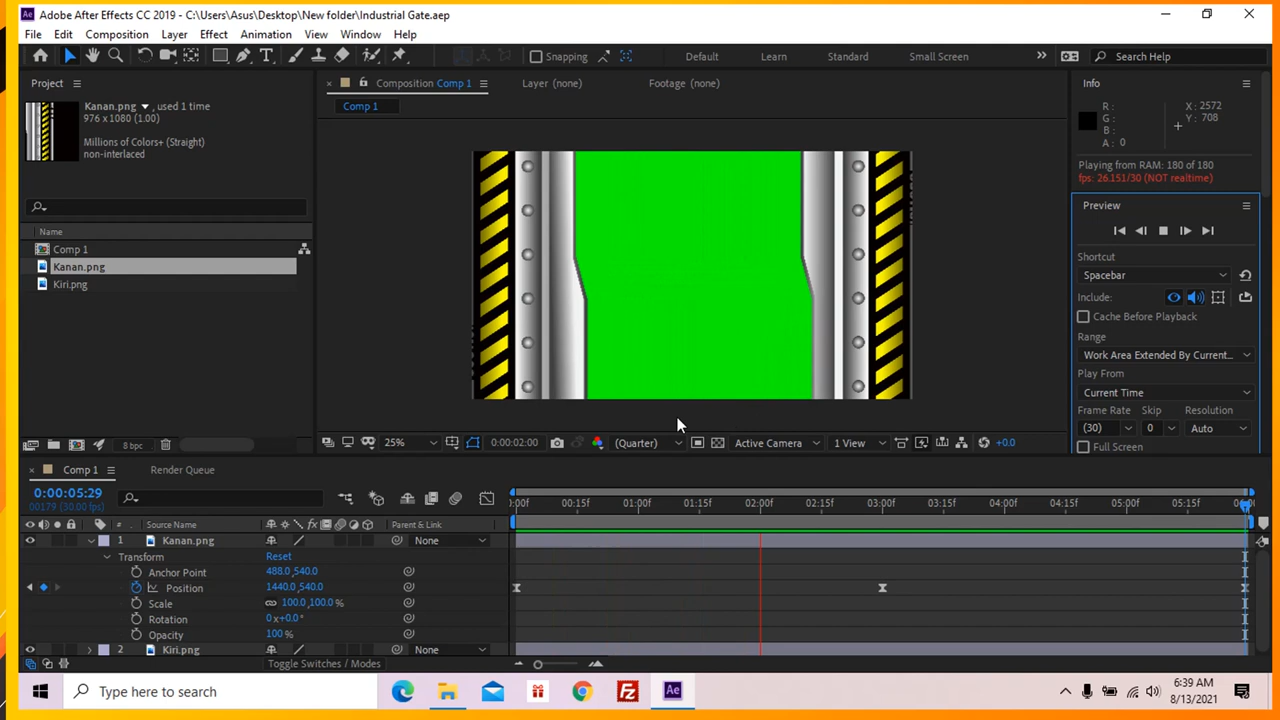 Adobe After Effects CC 2019 - C:\Users\Asus\Desktop\New folder\Industrial Gate.aep
File Edit Composition Layer Effect Animation View Window Help
Snapping Default Learn Standard Small Screen Search Help
Project
Kanan.png , used 1 time
976 x 1080 (1.00)
Millions of Colors+ (Straight)
non-interlaced
Name
Comp 1
Kanan.png
Kiri.png
8 bpc
Composition Comp 1 Layer (none) Footage (none)
Comp 1
25% 0:00:02:00 (Quarter) Active Camera 1 View +0.0
Info
R : X : 2572
G : Y : 708
B :
A : 0
Playing from RAM: 180 of 180
fps: 26.151/30 (NOT realtime)
Preview
Shortcut
Spacebar
Include:
Cache Before Playback
Range
Work Area Extended By Current...
Play From
Current Time
Frame Rate Skip Resolution
(30) 0 Auto
Full Screen
Comp 1 Render Queue
0:00:05:29
00179 (30.00 fps)
:00f 00:15f 01:00f 01:15f 02:00f 02:15f 03:00f 03:15f 04:00f 04:15f 05:00f 05:15f
# Source Name fx Parent & Link
1 Kanan.png None
Transform Reset
Anchor Point 488.0,540.0
Position 1440.0,540.0
Scale 100.0,100.0 %
Rotation 0x+0.0°
Opacity 100 %
2 Kiri.png None
Toggle Switches / Modes
Type here to search
Ae
6:39 AM
8/13/2021